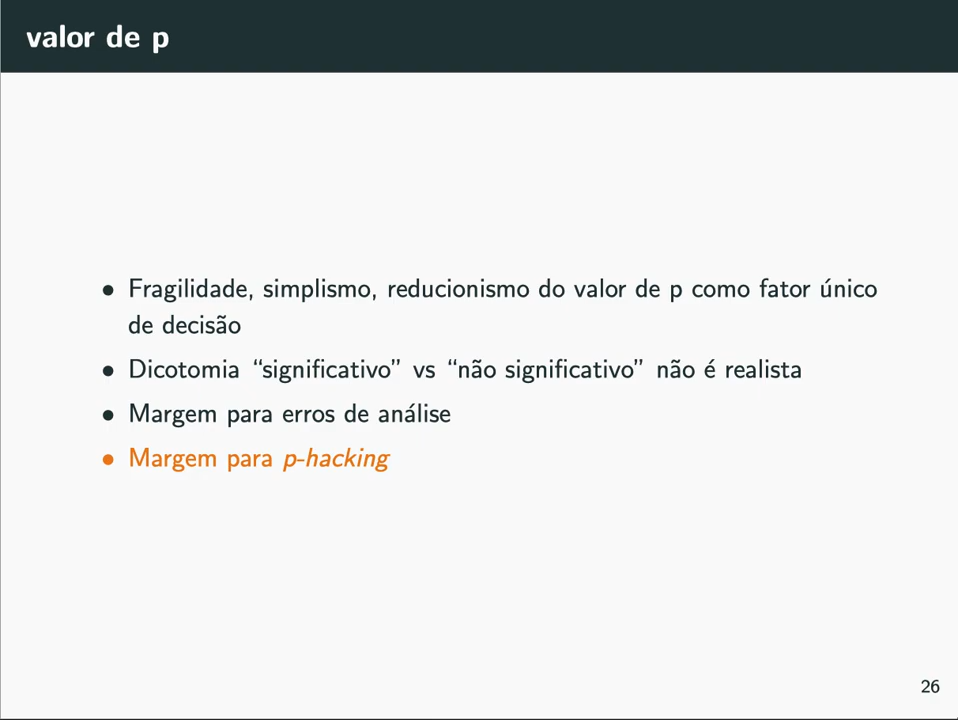 valor de p
• Fragilidade, simplismo, reducionismo do valor de p como fator único
de decisão
• Dicotomia “significativo” vs “não significativo” não é realista
• Margem para erros de análise
• Margem para p-hacking
26